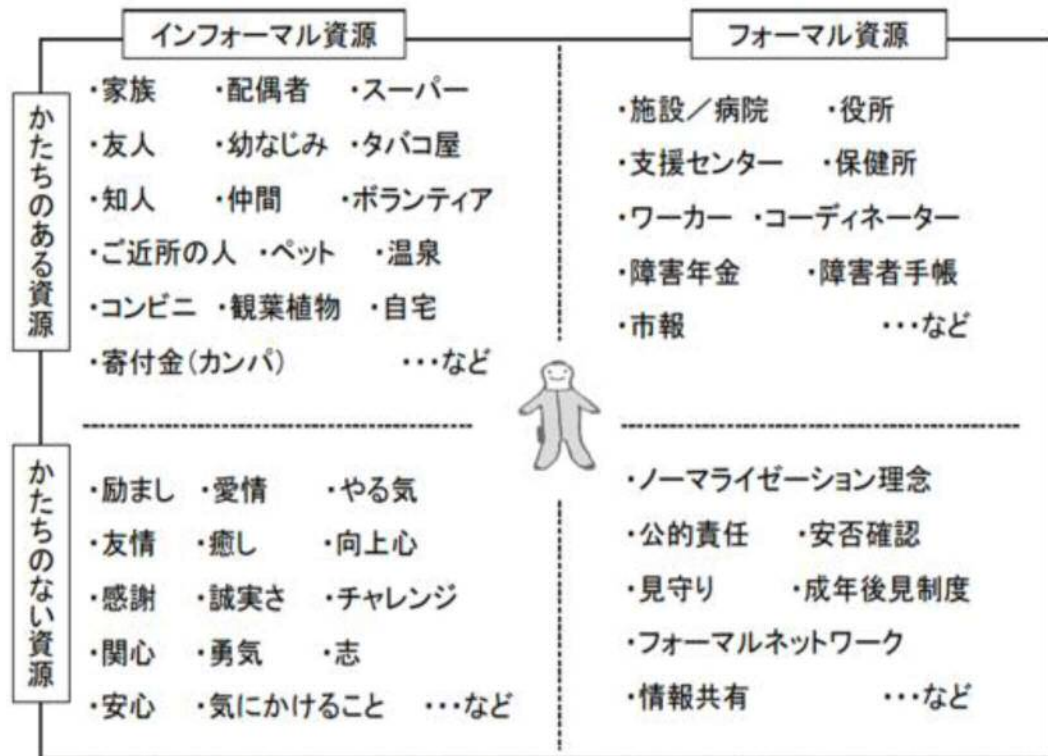 インフォーマル資源
フォーマル資源
かたちのある資源
・家族 ・配偶者 ・スーパー
・友人 ・幼なじみ ・タバコ屋
・知人 ・仲間 ・ボランティア
・ご近所の人 ・ペット ・温泉
・コンビニ ・観葉植物 ・自宅
・寄付金(カンパ) ・・・など
・施設／病院 ・役所
・支援センター ・保健所
・ワーカー ・コーディネーター
・障害年金 ・障害者手帳
・市報 ・・・など
かたちのない資源
・励まし ・愛情 ・やる気
・友情 ・癒し ・向上心
・感謝 ・誠実さ ・チャレンジ
・関心 ・勇気 ・志
・安心 ・気にかけること ・・・など
・ノーマライゼーション理念
・公的責任 ・安否確認
・見守り ・成年後見制度
・フォーマルネットワーク
・情報共有 ・・・など